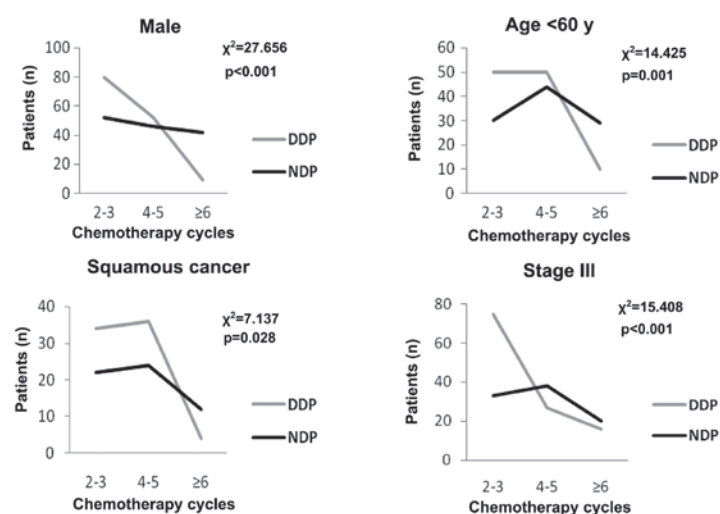 Male
χ²=27.656
p<0.001
Patients (n)
100
80
60
40
20
0
2-3 4-5 ≥6
Chemotherapy cycles
DDP
NDP
Age <60 y
χ²=14.425
p=0.001
Patients (n)
60
50
40
30
20
10
0
2-3 4-5 ≥6
Chemotherapy cycles
DDP
NDP
Squamous cancer
χ²=7.137
p=0.028
Patients (n)
40
30
20
10
0
2-3 4-5 ≥6
Chemotherapy cycles
DDP
NDP
Stage III
χ²=15.408
p<0.001
Patients (n)
80
60
40
20
0
2-3 4-5 ≥6
Chemotherapy cycles
DDP
NDP